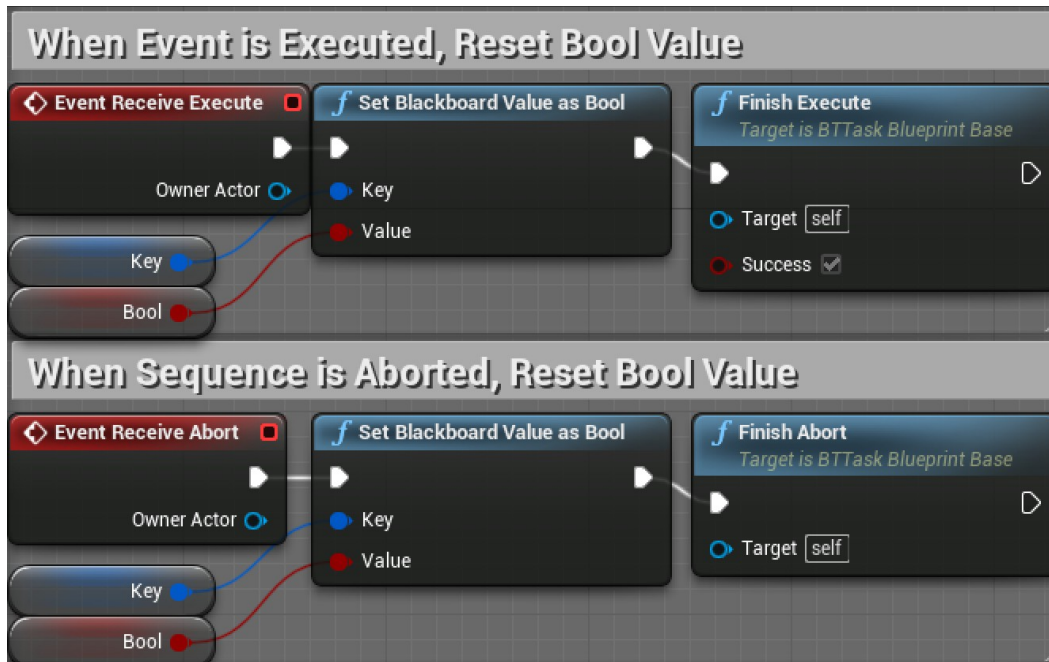 When Event is Executed, Reset Bool Value
Event Receive Execute
Owner Actor
Key
Bool
f Set Blackboard Value as Bool
Key
Value
f Finish Execute
Target is BTTask Blueprint Base
Target self
Success
When Sequence is Aborted, Reset Bool Value
Event Receive Abort
Owner Actor
Key
Bool
f Set Blackboard Value as Bool
Key
Value
f Finish Abort
Target is BTTask Blueprint Base
Target self